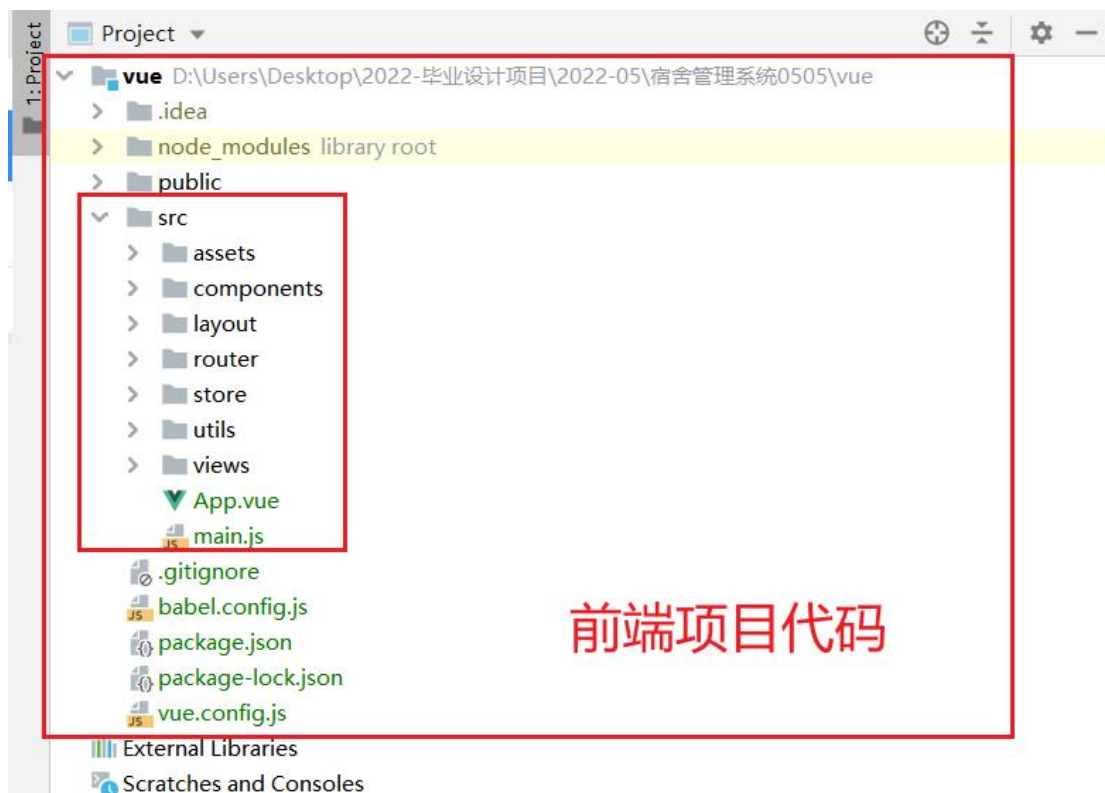 1: Project
Project
vue D:\Users\Desktop\2022-毕业设计项目\2022-05\宿舍管理系统0505\vue
.idea
node_modules library root
public
src
assets
components
layout
router
store
utils
views
App.vue
JS main.js
.gitignore
JS babel.config.js
package.json
package-lock.json
JS vue.config.js
前端项目代码
External Libraries
Scratches and Consoles